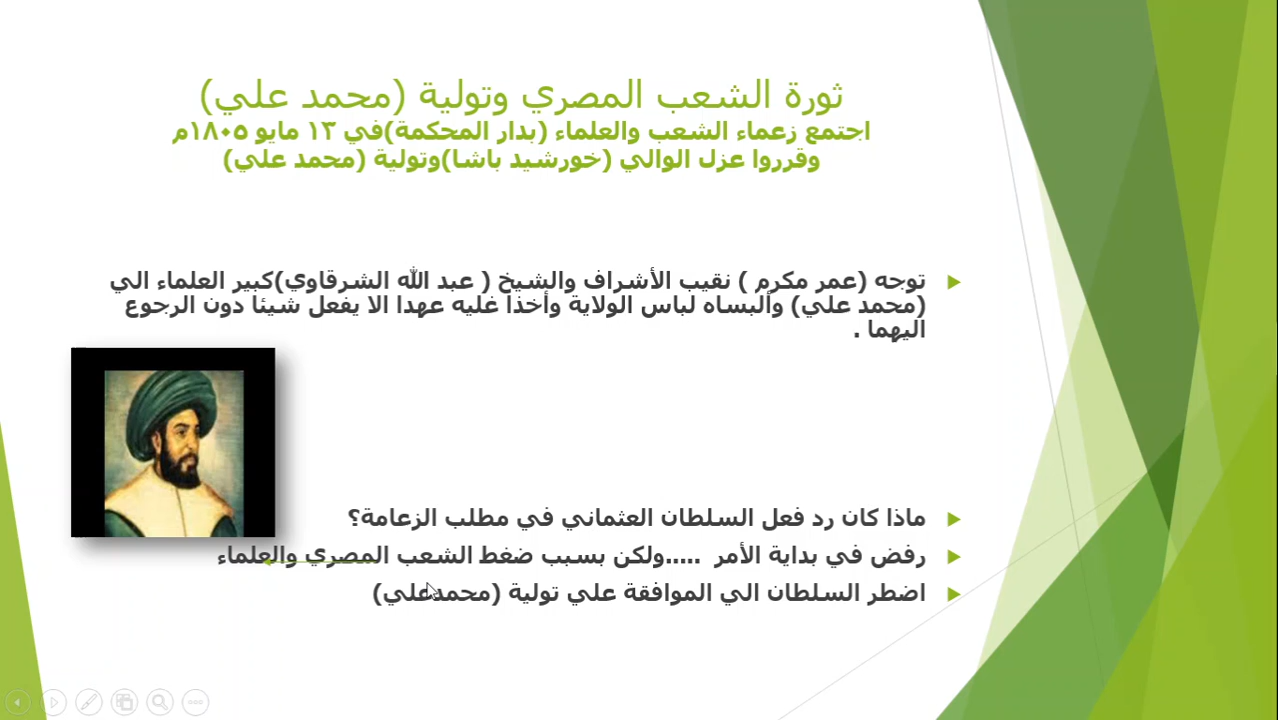 ثورة الشعب المصري وتولية (محمد علي)
اجتمع زعماء الشعب والعلماء (بدار المحكمة)في ١٣ مايو ١٨٠٥م
وقرروا عزل الوالي (خورشيد باشا)وتولية (محمد علي)
توجه (عمر مكرم ) نقيب الأشراف والشيخ ( عبد الله الشرقاوي)كبير العلماء الي
(محمد علي) وألبساه لباس الولاية وأخذا غليه عهدا الا يفعل شيئا دون الرجوع
اليهما .
ماذا كان رد فعل السلطان العثماني في مطلب الزعامة؟
رفض في بداية الأمر .....ولكن بسبب ضغط الشعب المصري والعلماء
اضطر السلطان الي الموافقة علي تولية (محمدعلي)